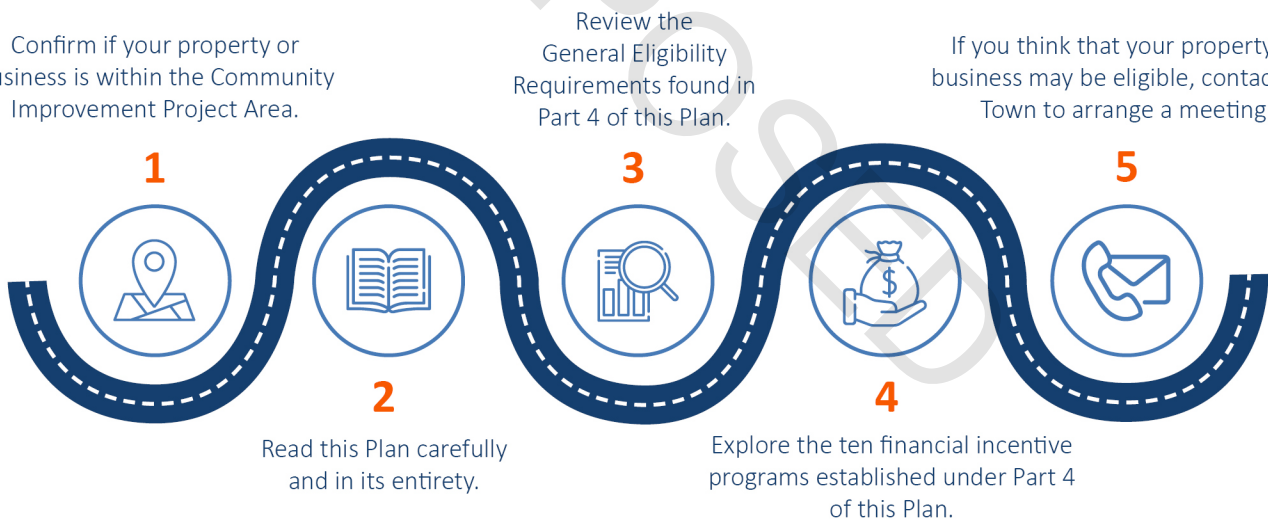 Confirm if your property or
usiness is within the Community
Improvement Project Area.
1
2
Read this Plan carefully
and in its entirety.
Review the
General Eligibility
Requirements found in
Part 4 of this Plan.
3
$
4
Explore the ten financial incentive
programs established under Part 4
of this Plan.
If you think that your property
business may be eligible, contac
Town to arrange a meeting
5
OSED